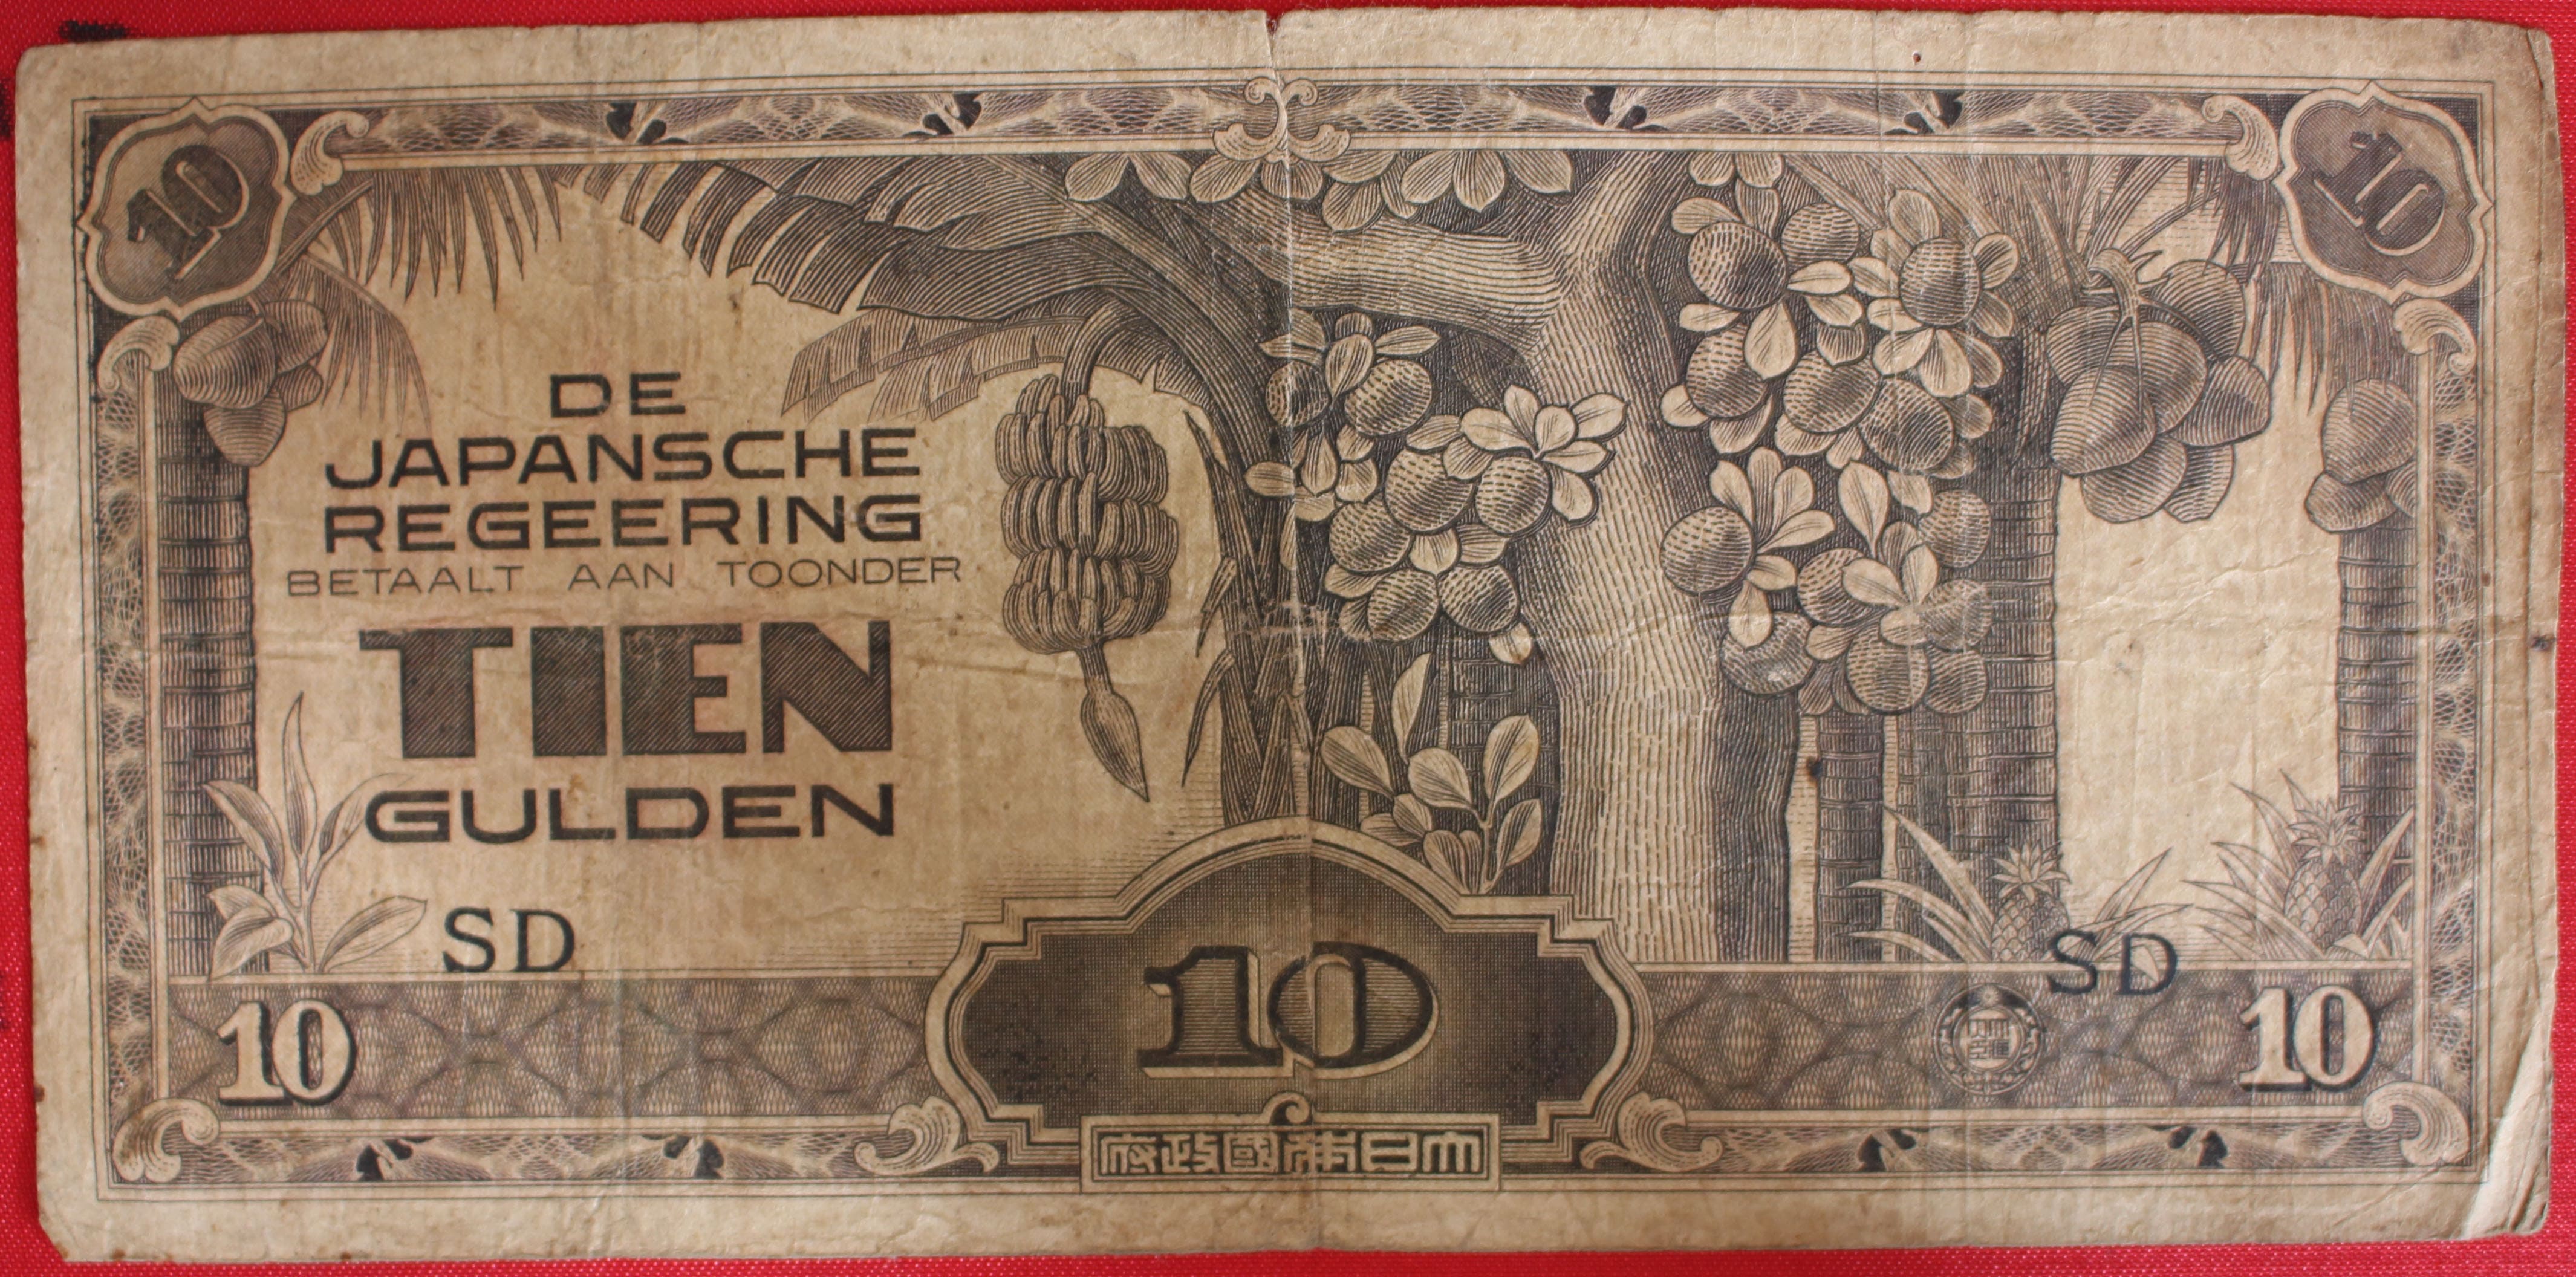 10
10
DE
JAPANSCHE
REGEERING
BETAALT AAN TOONDER
TIEN
GULDEN
SD
SD
10
10
10
府政國帝本日大